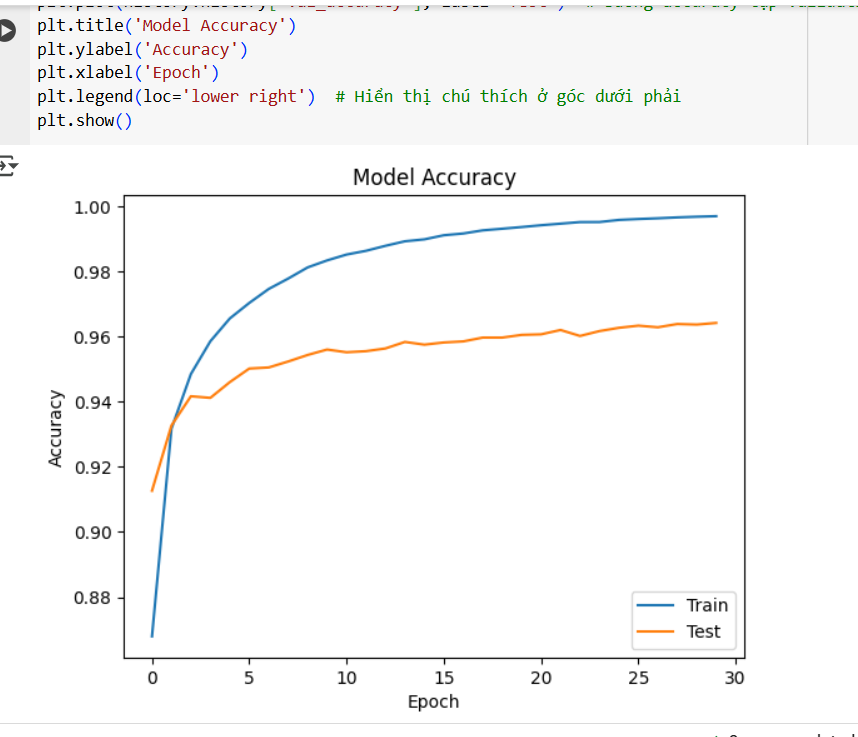 plt.title('Model Accuracy')
plt.ylabel('Accuracy')
plt.xlabel('Epoch')
plt.legend(loc='lower right')  # Hiển thị chú thích ở góc dưới phải
plt.show()
Model Accuracy
1.00
0.98
0.96
0.94
0.92
0.90
0.88
Accuracy
Train
Test
0 5 10 15 20 25 30
Epoch